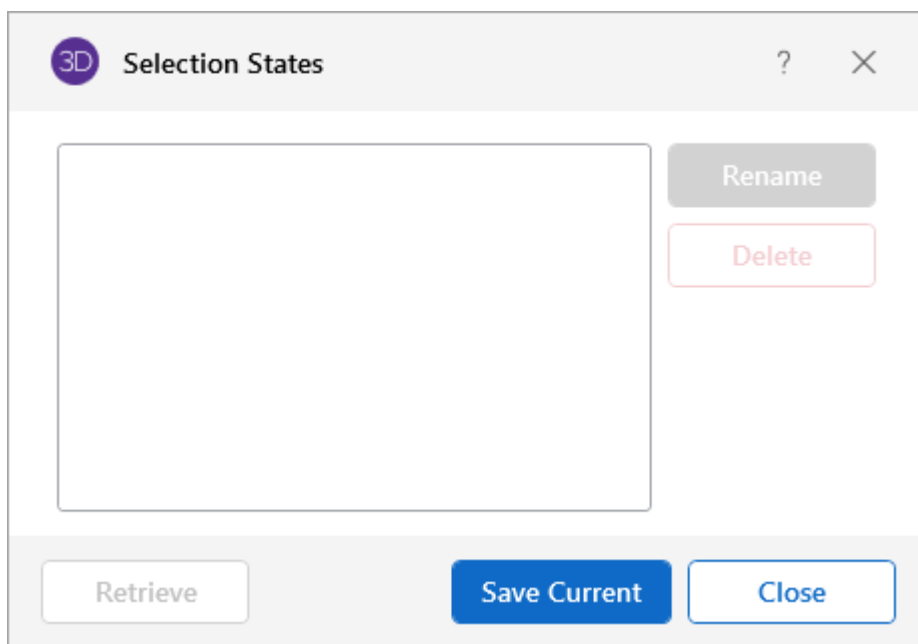 3D Selection States ?
Rename
Delete
Retrieve Save Current Close